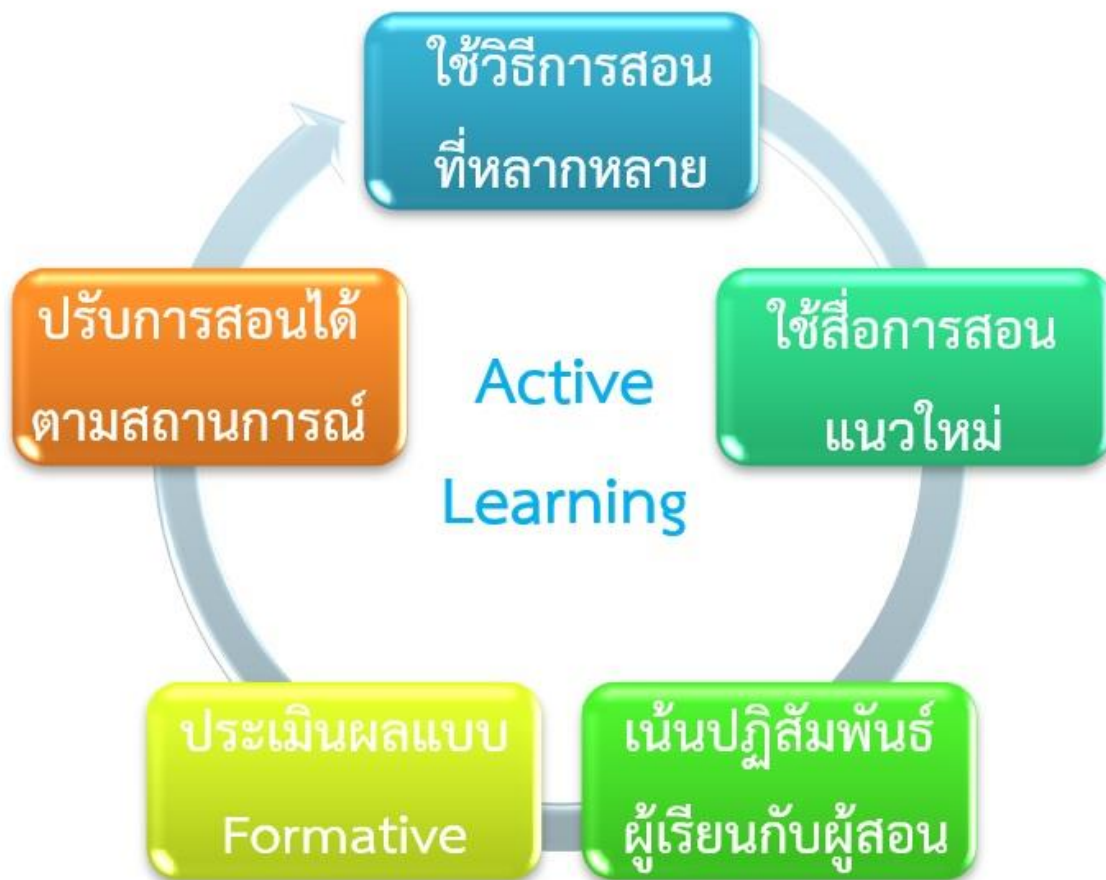 ใช้วิธีการสอน
ที่หลากหลาย
ใช้สื่อการสอน
แนวใหม่
เน้นปฏิสัมพันธ์
ผู้เรียนกับผู้สอน
ประเมินผลแบบ
Formative
ปรับการสอนได้
ตามสถานการณ์
Active
Learning